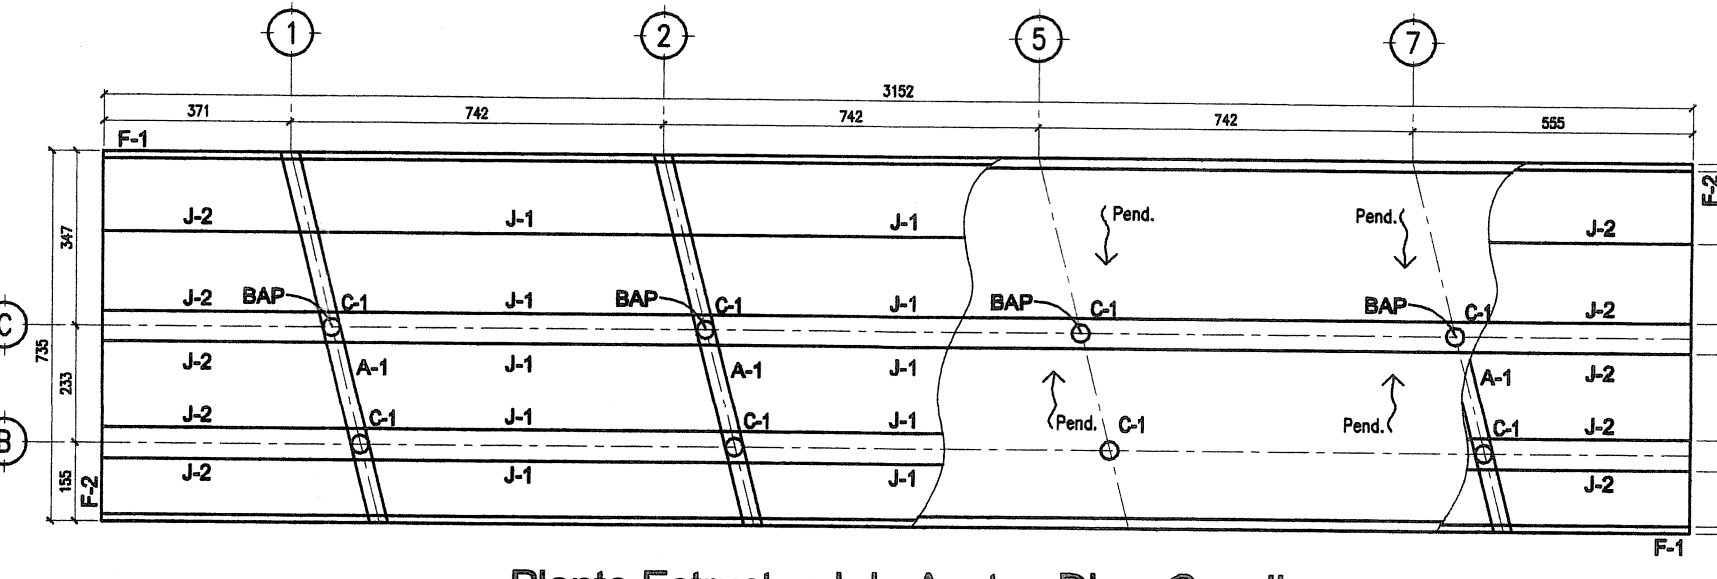 1 2 5 7
3152
371 742 742 742 555
F-1
F-2
J-2 J-1 J-1 Pend. Pend. J-2
347
J-2 BAP C-1 J-1 BAP C-1 J-1 BAP C-1 BAP C-1 J-2
C
735
J-2 A-1 J-1 A-1 J-1 A-1 J-2
233
J-2 C-1 J-1 C-1 J-1 Pend. C-1 Pend. C-1 J-2
B
J-2 J-1 J-1 J-2
155
F-2
F-1